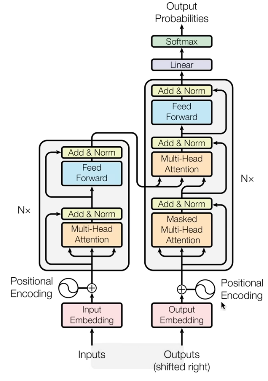 Output
Probabilities
Softmax
Linear
Add & Norm
Feed
Forward
Add & Norm
Multi-Head
Attention
Add & Norm
Masked
Multi-Head
Attention
N×
Add & Norm
Feed
Forward
Add & Norm
Multi-Head
Attention
N×
Positional
Encoding
Positional
Encoding
Input
Embedding
Output
Embedding
Inputs
Outputs
(shifted right)